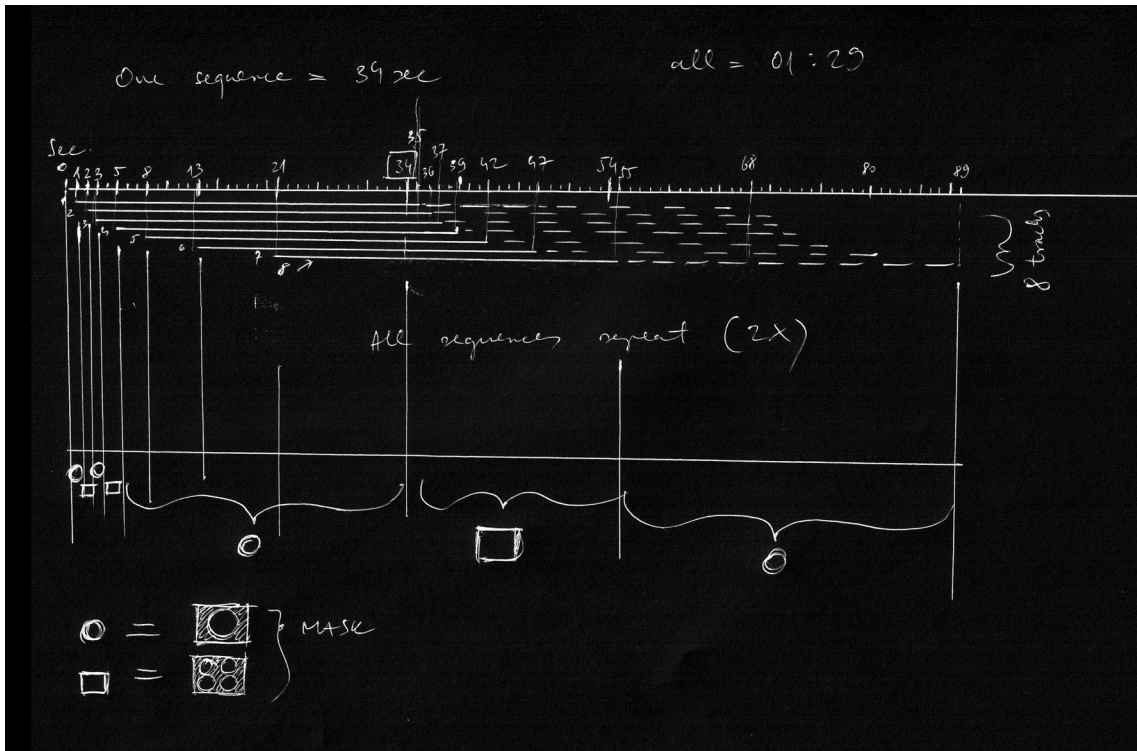 One sequence = 34 sec
all = 01:29
Sec.
0 1 2 3 5 8 13 21 34 35 36 37 39 42 47 54 55 68 80 89
2
3
4
5
6
7
8
8 tracks
All sequences repeat (2X)
= 
= 
MASK